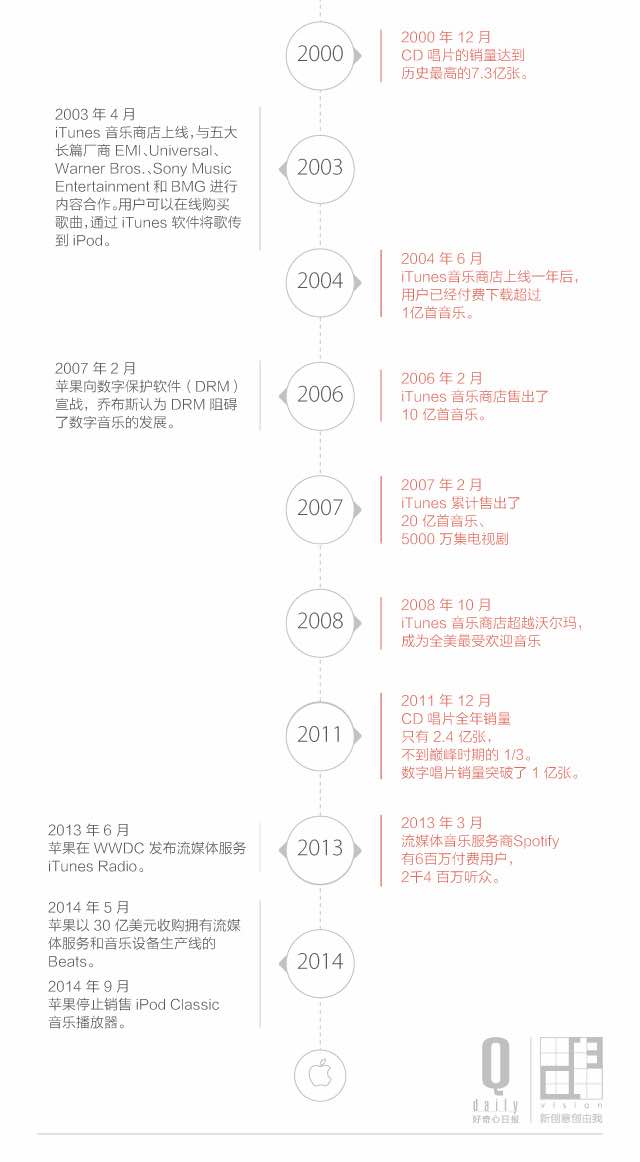 2000
2000 年 12 月
CD 唱片的销量达到
历史最高的7.3亿张。
2003 年 4 月
iTunes 音乐商店上线，与五大
长篇厂商 EMI、Universal、
Warner Bros.、Sony Music
Entertainment 和 BMG 进行
内容合作。用户可以在线购买
歌曲，通过 iTunes 软件将歌传
到 iPod。
2003
2004
2004 年 6 月
iTunes音乐商店上线一年后，
用户已经付费下载超过
1亿首音乐。
2007 年 2 月
苹果向数字保护软件（DRM）
宣战，乔布斯认为 DRM 阻碍
了数字音乐的发展。
2006
2006 年 2 月
iTunes 音乐商店售出了
10 亿首音乐。
2007
2007 年 2 月
iTunes 累计售出了
20 亿首音乐、
5000 万集电视剧
2008
2008 年 10 月
iTunes 音乐商店超越沃尔玛，
成为全美最受欢迎音乐
2011
2011 年 12 月
CD 唱片全年销量
只有 2.4 亿张，
不到巅峰时期的 1/3。
数字唱片销量突破了 1 亿张。
2013 年 6 月
苹果在 WWDC 发布流媒体服务
iTunes Radio。
2013
2013 年 3 月
流媒体音乐服务商Spotify
有6百万付费用户，
2千4 百万听众。
2014 年 5 月
苹果以 30 亿美元收购拥有流媒
体服务和音乐设备生产线的
Beats。
2014 年 9 月
苹果停止销售 iPod Classic
音乐播放器。
2014
Q
daily
好奇心日报
vision
新创意创由我